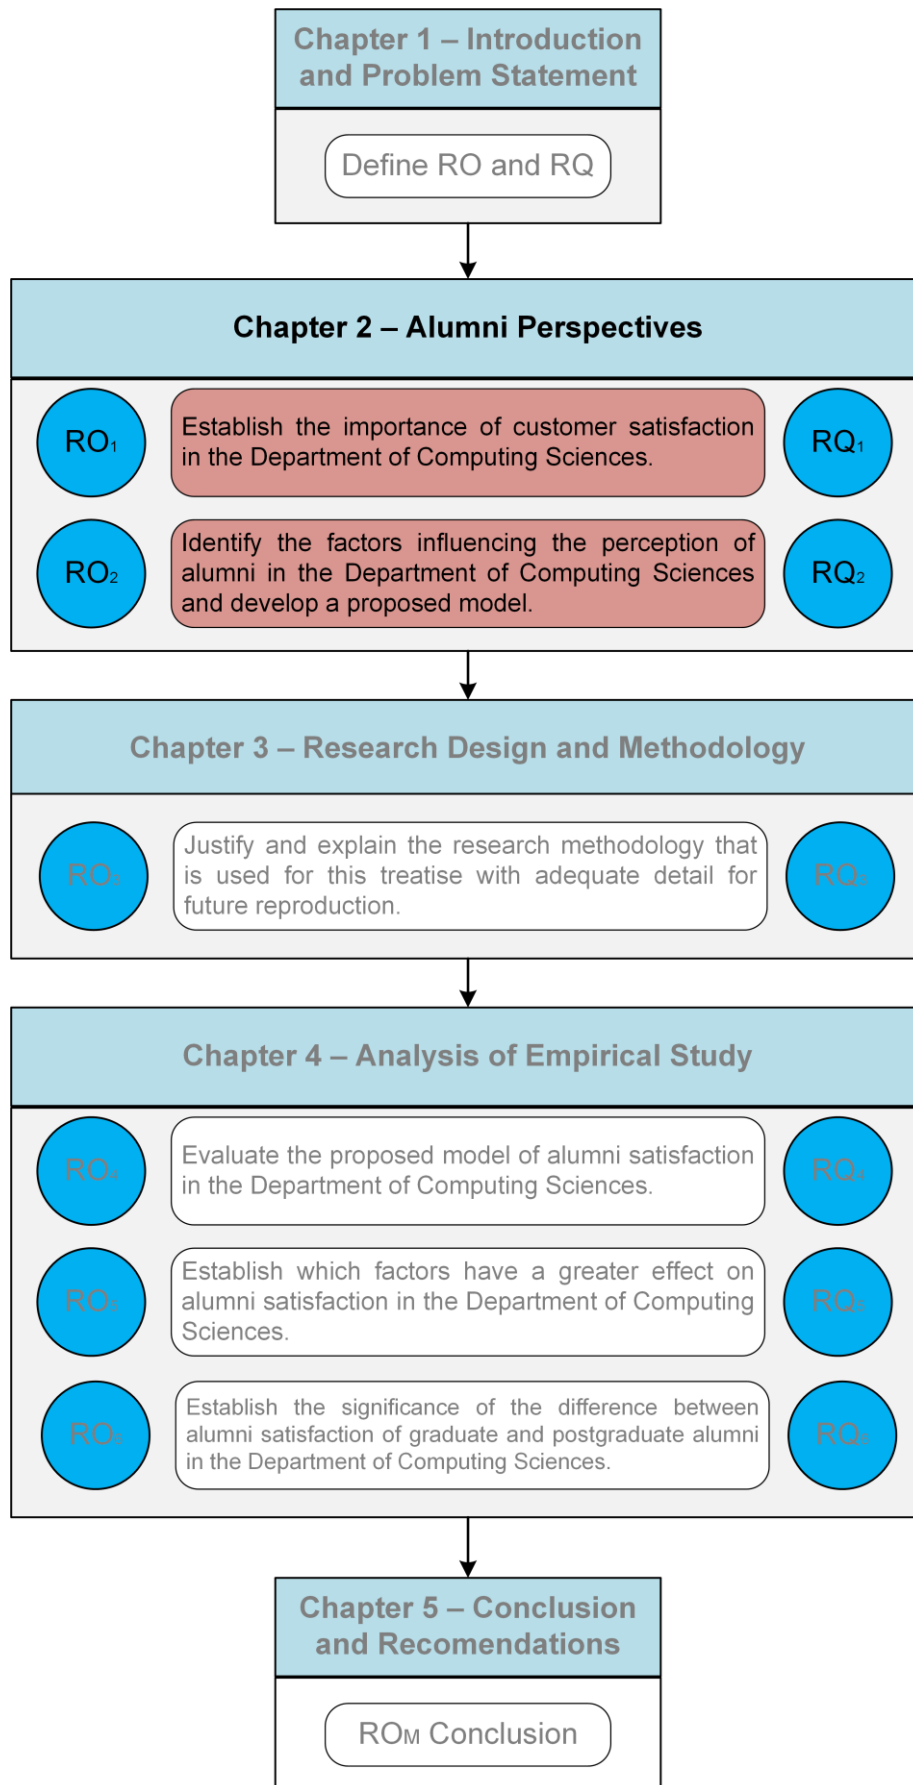 Chapter 1 – Introduction
and Problem Statement
Define RO and RQ
Chapter 2 – Alumni Perspectives
RO1
Establish the importance of customer satisfaction
in the Department of Computing Sciences.
RQ1
RO2
Identify the factors influencing the perception of
alumni in the Department of Computing Sciences
and develop a proposed model.
RQ2
Chapter 3 – Research Design and Methodology
RO3
Justify and explain the research methodology that
is used for this treatise with adequate detail for
future reproduction.
RQ3
Chapter 4 – Analysis of Empirical Study
RO4
Evaluate the proposed model of alumni satisfaction
in the Department of Computing Sciences.
RQ4
RO5
Establish which factors have a greater effect on
alumni satisfaction in the Department of Computing
Sciences.
RQ5
RO6
Establish the significance of the difference between
alumni satisfaction of graduate and postgraduate alumni
in the Department of Computing Sciences.
RQ6
Chapter 5 – Conclusion
and Recomendations
ROM Conclusion